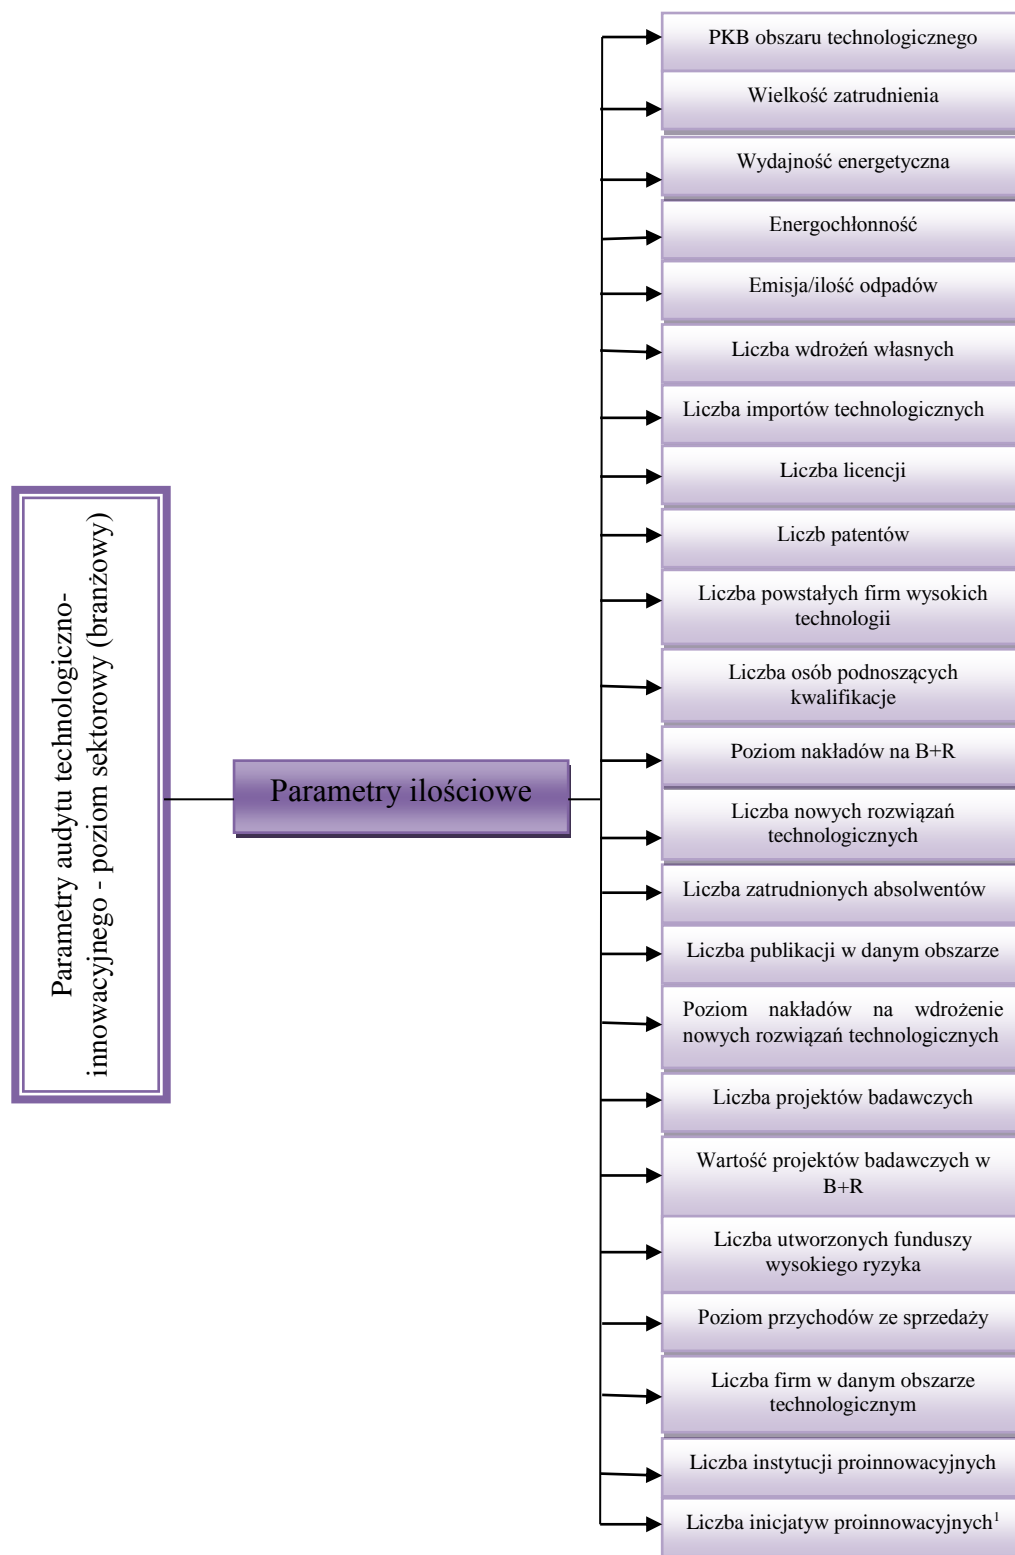 Parametry audytu technologiczno-
innowacyjnego - poziom sektorowy (branżowy)
Parametry ilościowe
PKB obszaru technologicznego
Wielkość zatrudnienia
Wydajność energetyczna
Energochłonność
Emisja/ilość odpadów
Liczba wdrożeń własnych
Liczba importów technologicznych
Liczba licencji
Liczb patentów
Liczba powstałych firm wysokich
technologii
Liczba osób podnoszących
kwalifikacje
Poziom nakładów na B+R
Liczba nowych rozwiązań
technologicznych
Liczba zatrudnionych absolwentów
Liczba publikacji w danym obszarze
Poziom nakładów na wdrożenie
nowych rozwiązań technologicznych
Liczba projektów badawczych
Wartość projektów badawczych w
B+R
Liczba utworzonych funduszy
wysokiego ryzyka
Poziom przychodów ze sprzedaży
Liczba firm w danym obszarze
technologicznym
Liczba instytucji proinnowacyjnych
Liczba inicjatyw proinnowacyjnych¹